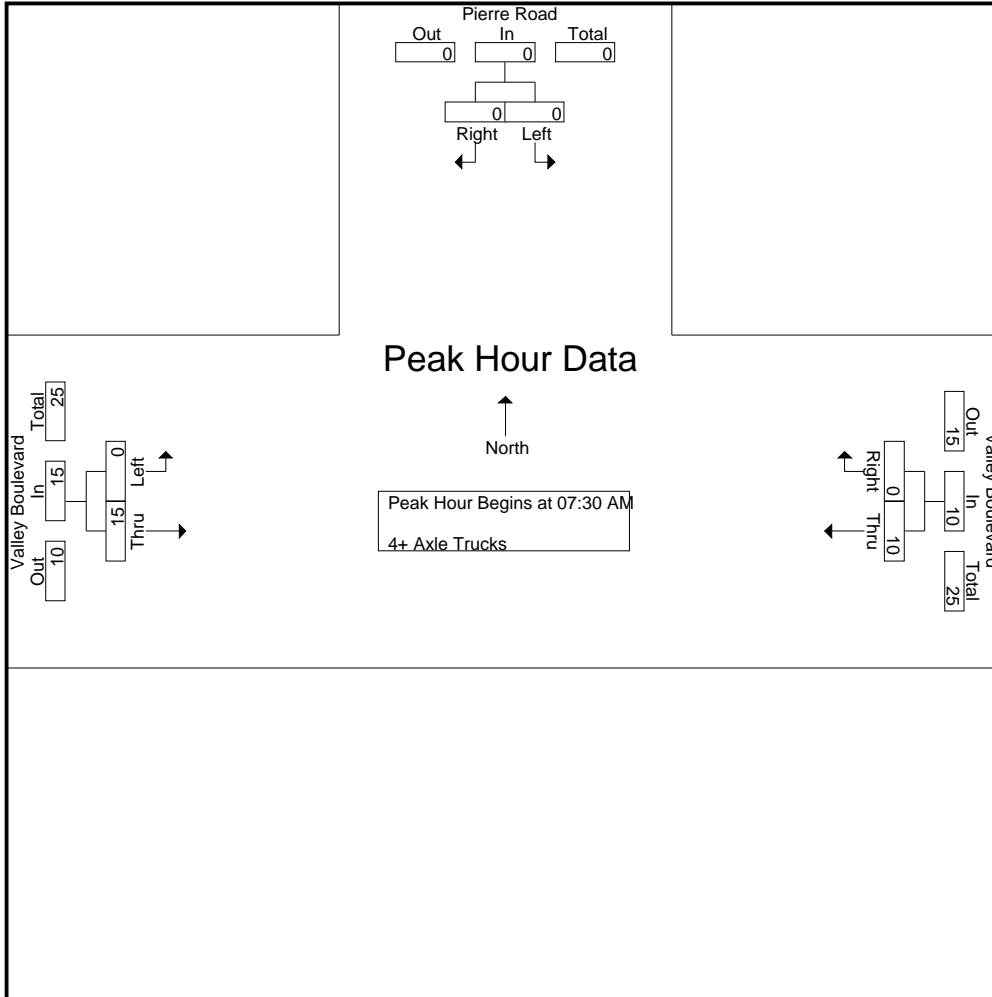 Pierre Road
Out In Total
0 0 0
0 0
Right Left
Peak Hour Data
North
Peak Hour Begins at 07:30 AM
4+ Axle Trucks
Valley Boulevard
Out In Total
10 15 25
15 0
Thru Left
Valley Boulevard
Out In Total
15 10 25
0 10
Right Thru